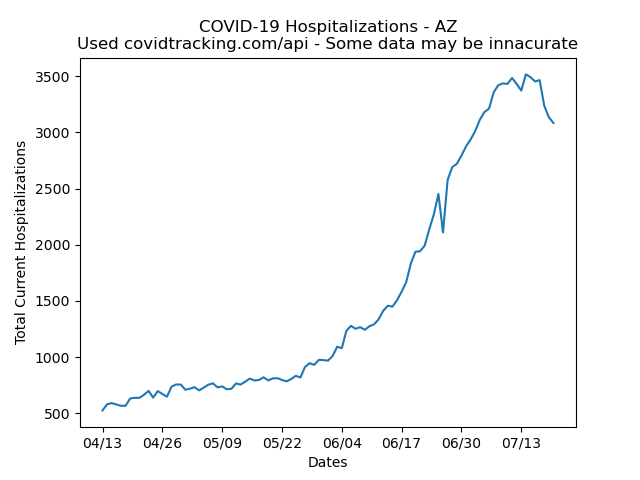 COVID-19 Hospitalizations - AZ
Used covidtracking.com/api - Some data may be innacurate
Total Current Hospitalizations
3500
3000
2500
2000
1500
1000
500
04/13 04/26 05/09 05/22 06/04 06/17 06/30 07/13
Dates